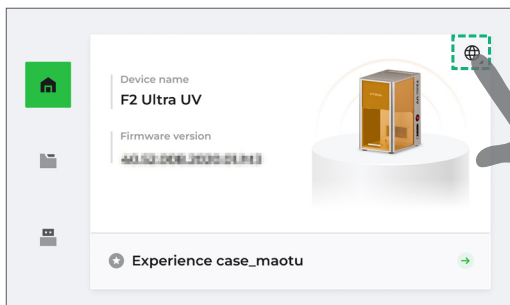 Device name
F2 Ultra UV
Firmware version
Experience case_maotu